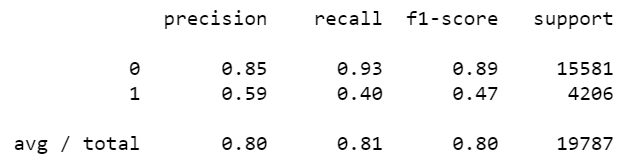 precision recall f1-score support
0 0.85 0.93 0.89 15581
1 0.59 0.40 0.47 4206
avg / total 0.80 0.81 0.80 19787